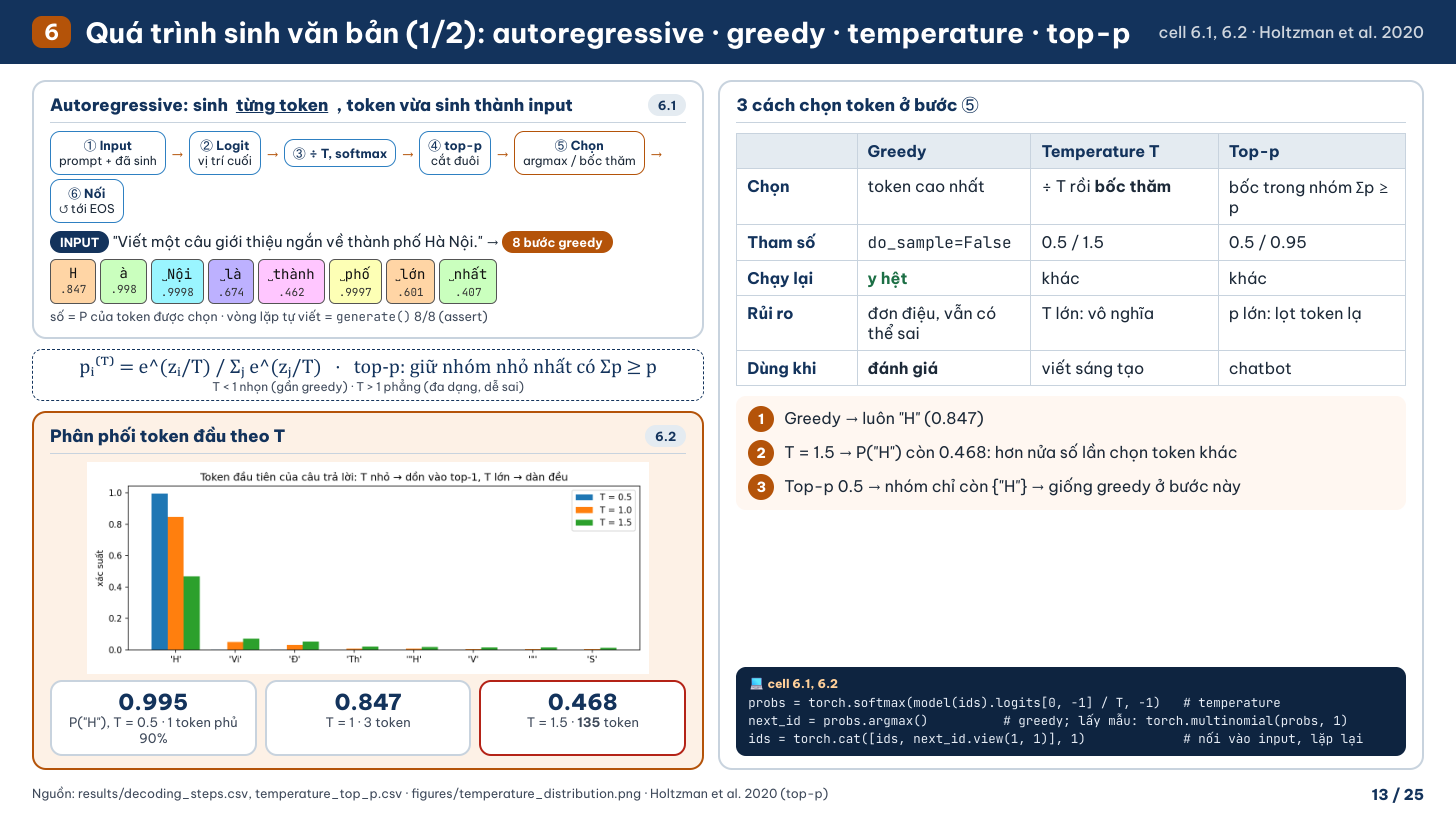 6 Quá trình sinh văn bản (1/2): autoregressive · greedy · temperature · top-p cell 6.1, 6.2 · Holtzman et al. 2020
Autoregressive: sinh từng token , token vừa sinh thành input 6.1
① Input → ② Logit → ③ ÷ T, softmax → ④ top-p → ⑤ Chọn →
prompt + đã sinh vị trí cuối cắt đuôi argmax / bốc thăm
⑥ Nối
↺ tới EOS
INPUT "Viết một câu giới thiệu ngắn về thành phố Hà Nội." → 8 bước greedy
H à ␣Nội ␣là ␣thành ␣phố ␣lớn ␣nhất
.847 .998 .9998 .674 .462 .9997 .601 .407
số = P của token được chọn · vòng lặp tự viết = generate() 8/8 (assert)
pᵢ⁽ᵀ⁾ = e^(zᵢ/T) / Σⱼ e^(zⱼ/T) · top-p: giữ nhóm nhỏ nhất có Σp ≥ p
T < 1 nhọn (gần greedy) · T > 1 phẳng (đa dạng, dễ sai)
Phân phối token đầu theo T 6.2
Token đầu tiên của câu trả lời: T nhỏ → dồn vào top-1, T lớn → dàn đều
T = 0.5
T = 1.0
T = 1.5
xác suất
1.0
0.8
0.6
0.4
0.2
0.0
'H' 'Vi' 'Đ' 'Th' '"H' 'V' '"' 'S'
0.995 0.847 0.468
P("H"), T = 0.5 · 1 token phủ T = 1 · 3 token T = 1.5 · 135 token
90%
3 cách chọn token ở bước ⑤
Greedy Temperature T Top-p
Chọn token cao nhất ÷ T rồi bốc thăm bốc trong nhóm Σp ≥
p
Tham số do_sample=False 0.5 / 1.5 0.5 / 0.95
Chạy lại y hệt khác khác
Rủi ro đơn điệu, vẫn có T lớn: vô nghĩa p lớn: lọt token lạ
thể sai
Dùng khi đánh giá viết sáng tạo chatbot
1 Greedy → luôn "H" (0.847)
2 T = 1.5 → P("H") còn 0.468: hơn nửa số lần chọn token khác
3 Top-p 0.5 → nhóm chỉ còn {"H"} → giống greedy ở bước này
💻 cell 6.1, 6.2
probs = torch.softmax(model(ids).logits[0, -1] / T, -1) # temperature
next_id = probs.argmax() # greedy; lấy mẫu: torch.multinomial(probs, 1)
ids = torch.cat([ids, next_id.view(1, 1)], 1) # nối vào input, lặp lại
Nguồn: results/decoding_steps.csv, temperature_top_p.csv · figures/temperature_distribution.png · Holtzman et al. 2020 (top-p) 13 / 25